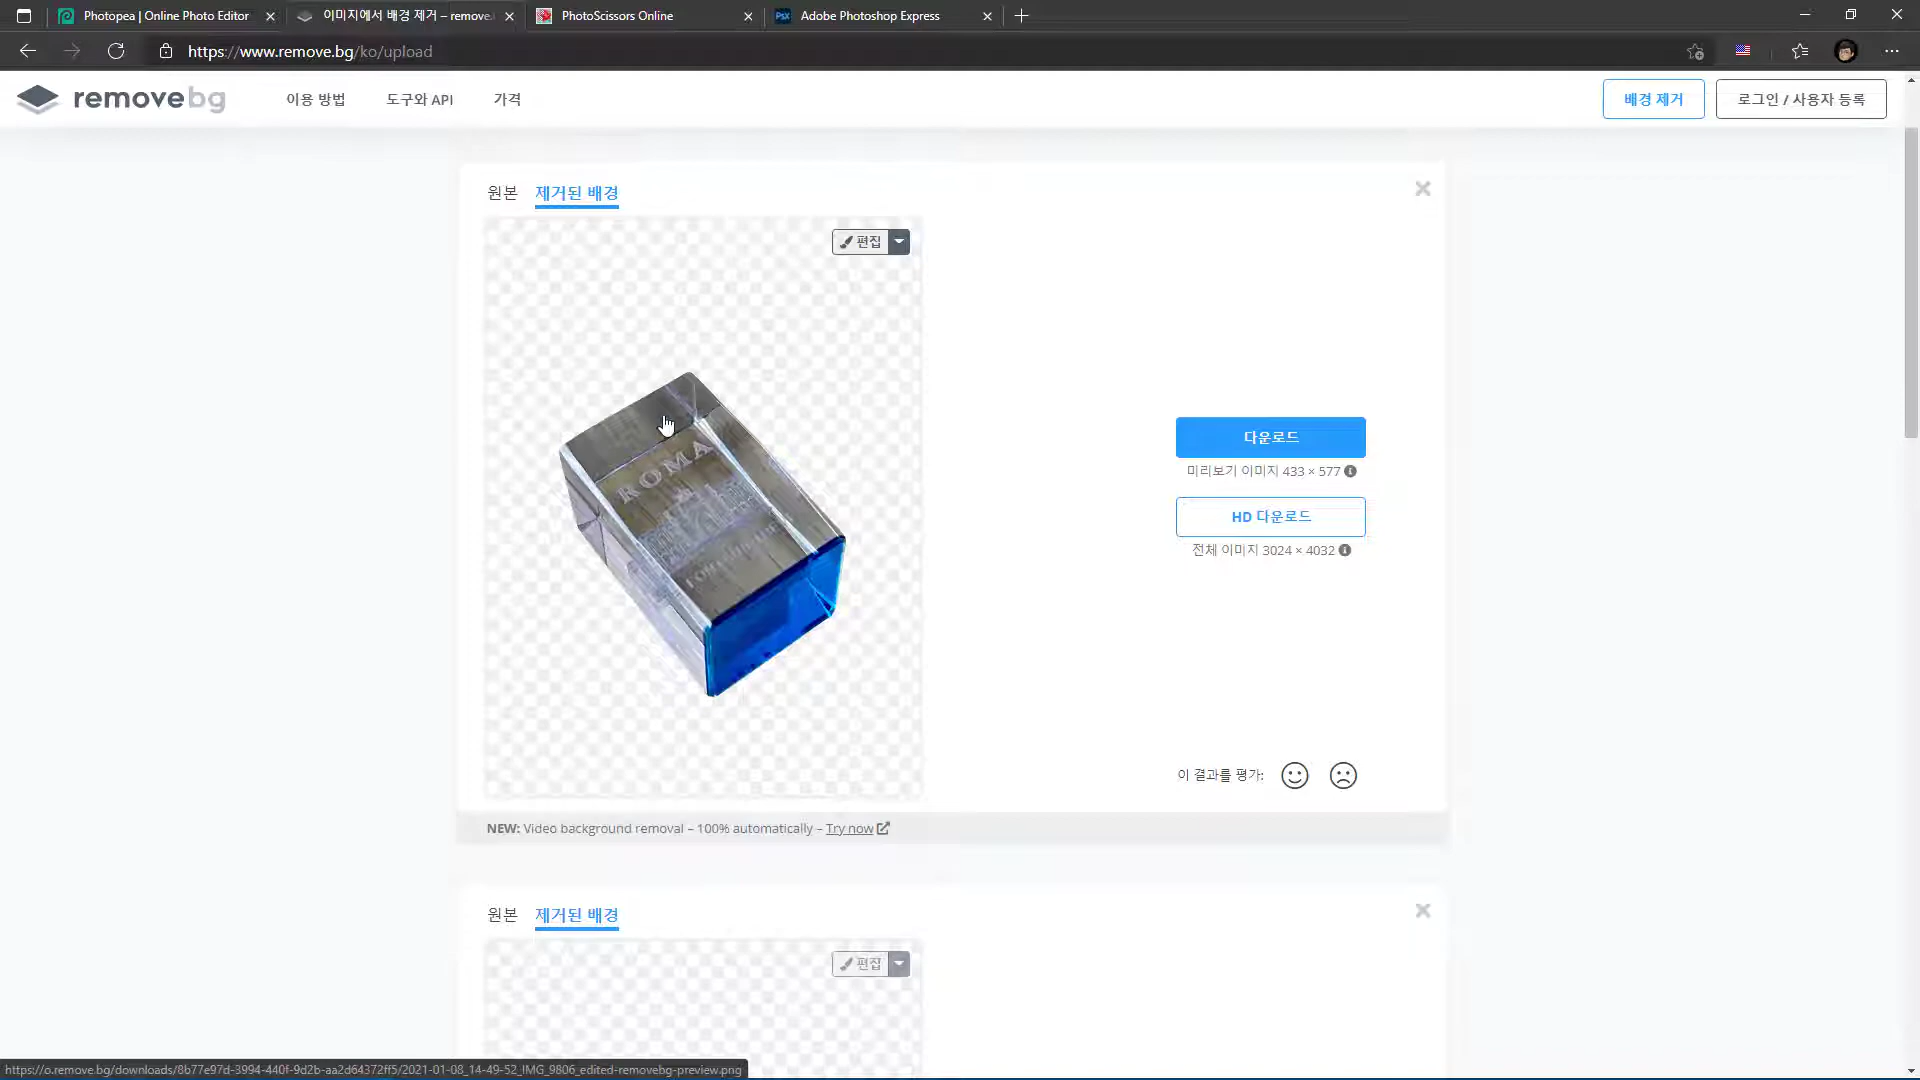 Photopea | Online Photo Editor
이미지에서 배경 제거 – remove.
PhotoScissors Online
PSX
Adobe Photoshop Express
https://www.remove.bg/ko/upload
removebg
이용 방법
도구와 API
가격
배경 제거
로그인 / 사용자 등록
원본
제거된 배경
편집
ROMA
다운로드
미리보기 이미지 433 × 577
HD 다운로드
전체 이미지 3024 × 4032
이 결과를 평가:
NEW: Video background removal – 100% automatically – Try now
원본
제거된 배경
편집
https://o.remove.bg/downloads/8b77e97d-3994-440f-9d2b-aa2d64372ff5/2021-01-08_14-49-52_IMG_9806_edited-removebg-preview.png